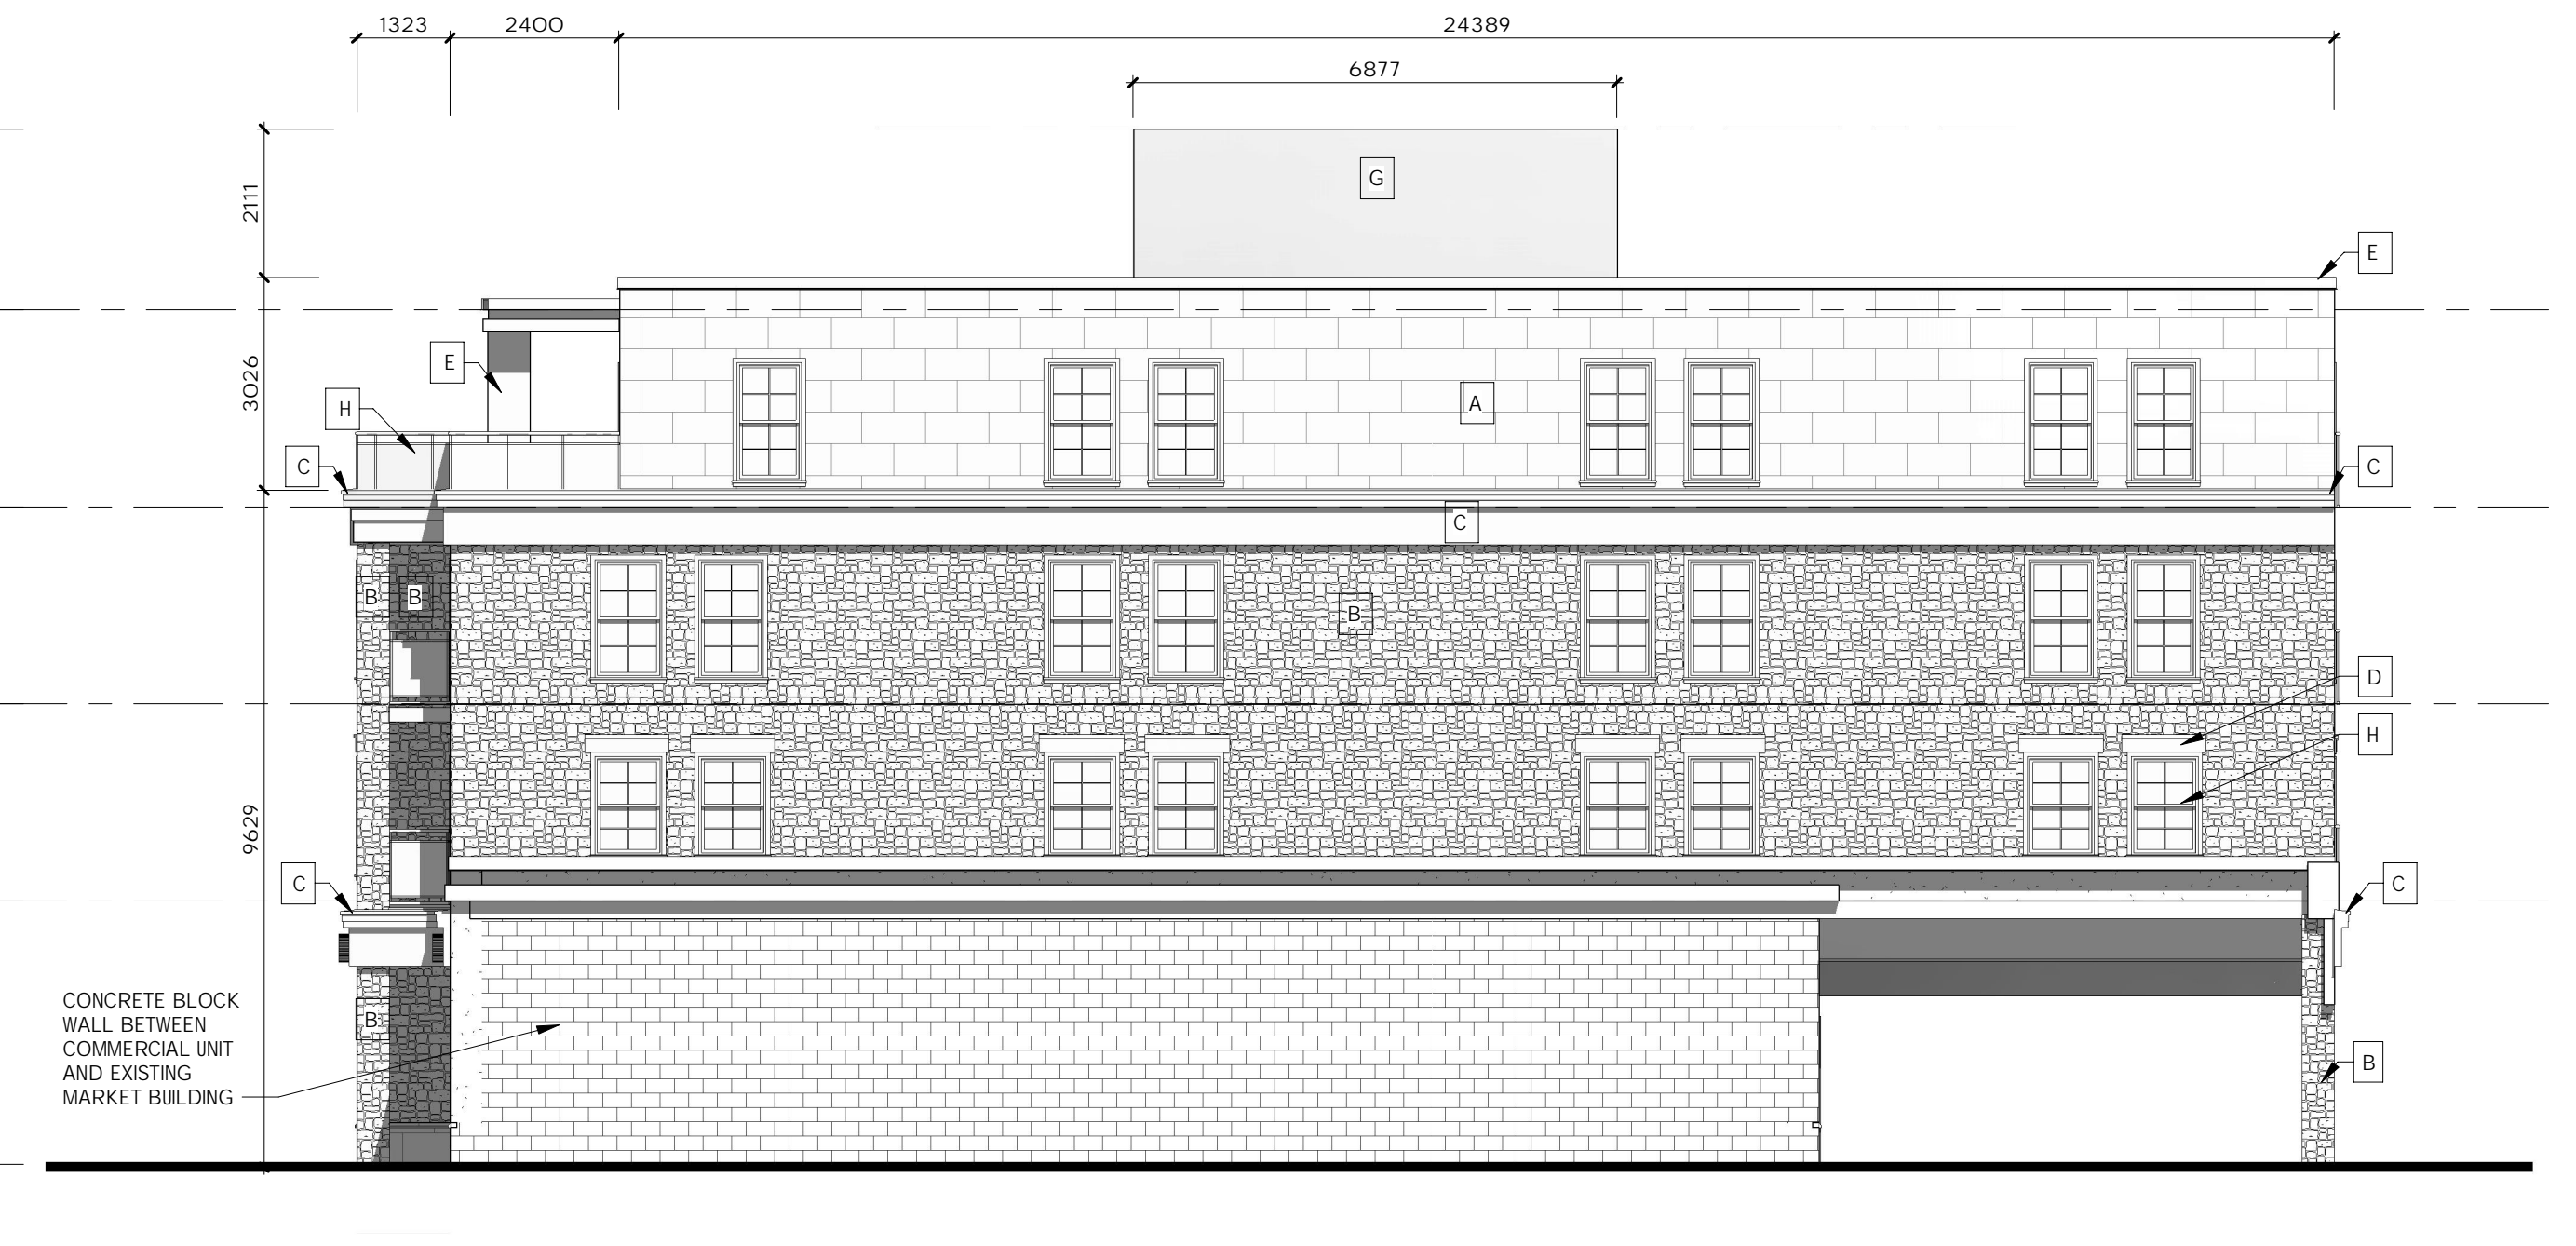 1323 2400 24389
6877
2111
G
E
3026
E
H
A
C
C
C
B B
B
D
H
9629
C
C
CONCRETE BLOCK
WALL BETWEEN
COMMERCIAL UNIT
AND EXISTING
MARKET BUILDING
B
B